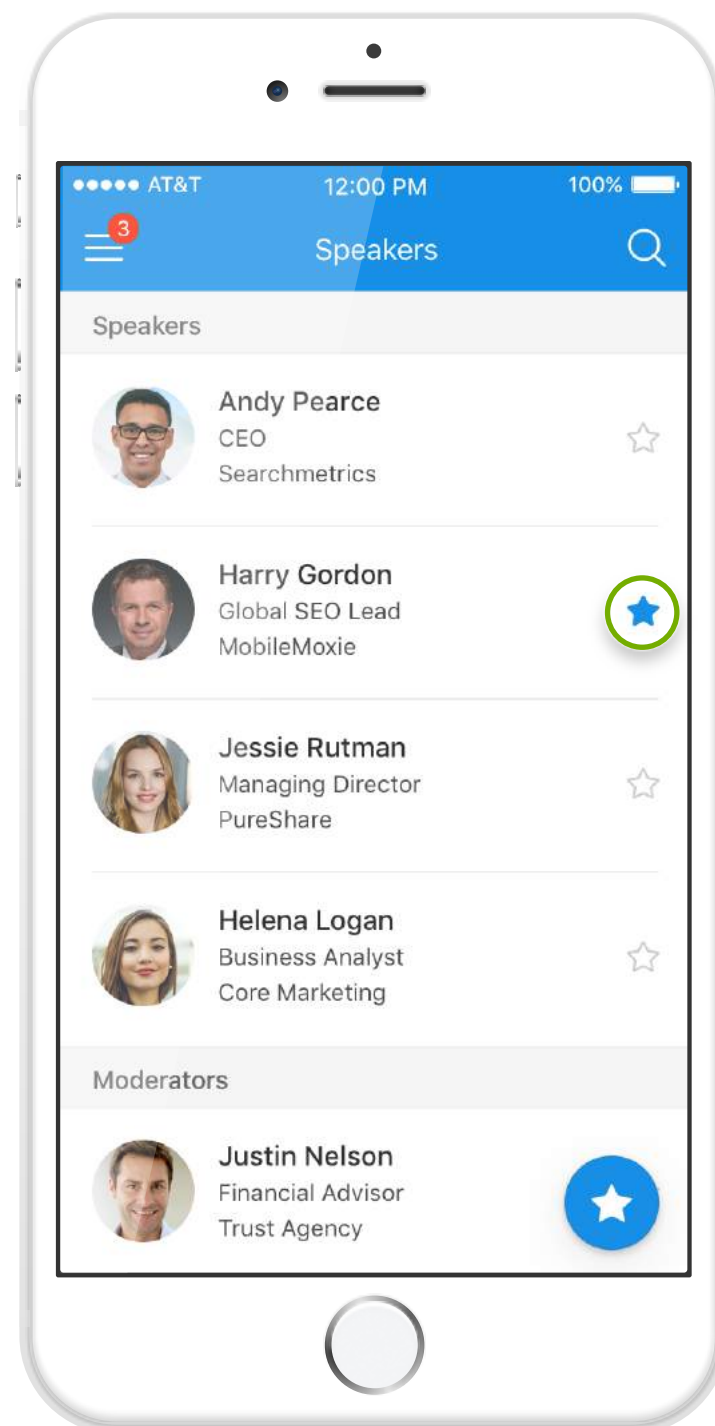 AT&T 12:00 PM 100%
3
Speakers
Speakers
Andy Pearce
CEO
Searchmetrics
Harry Gordon
Global SEO Lead
MobileMoxie
Jessie Rutman
Managing Director
PureShare
Helena Logan
Business Analyst
Core Marketing
Moderators
Justin Nelson
Financial Advisor
Trust Agency